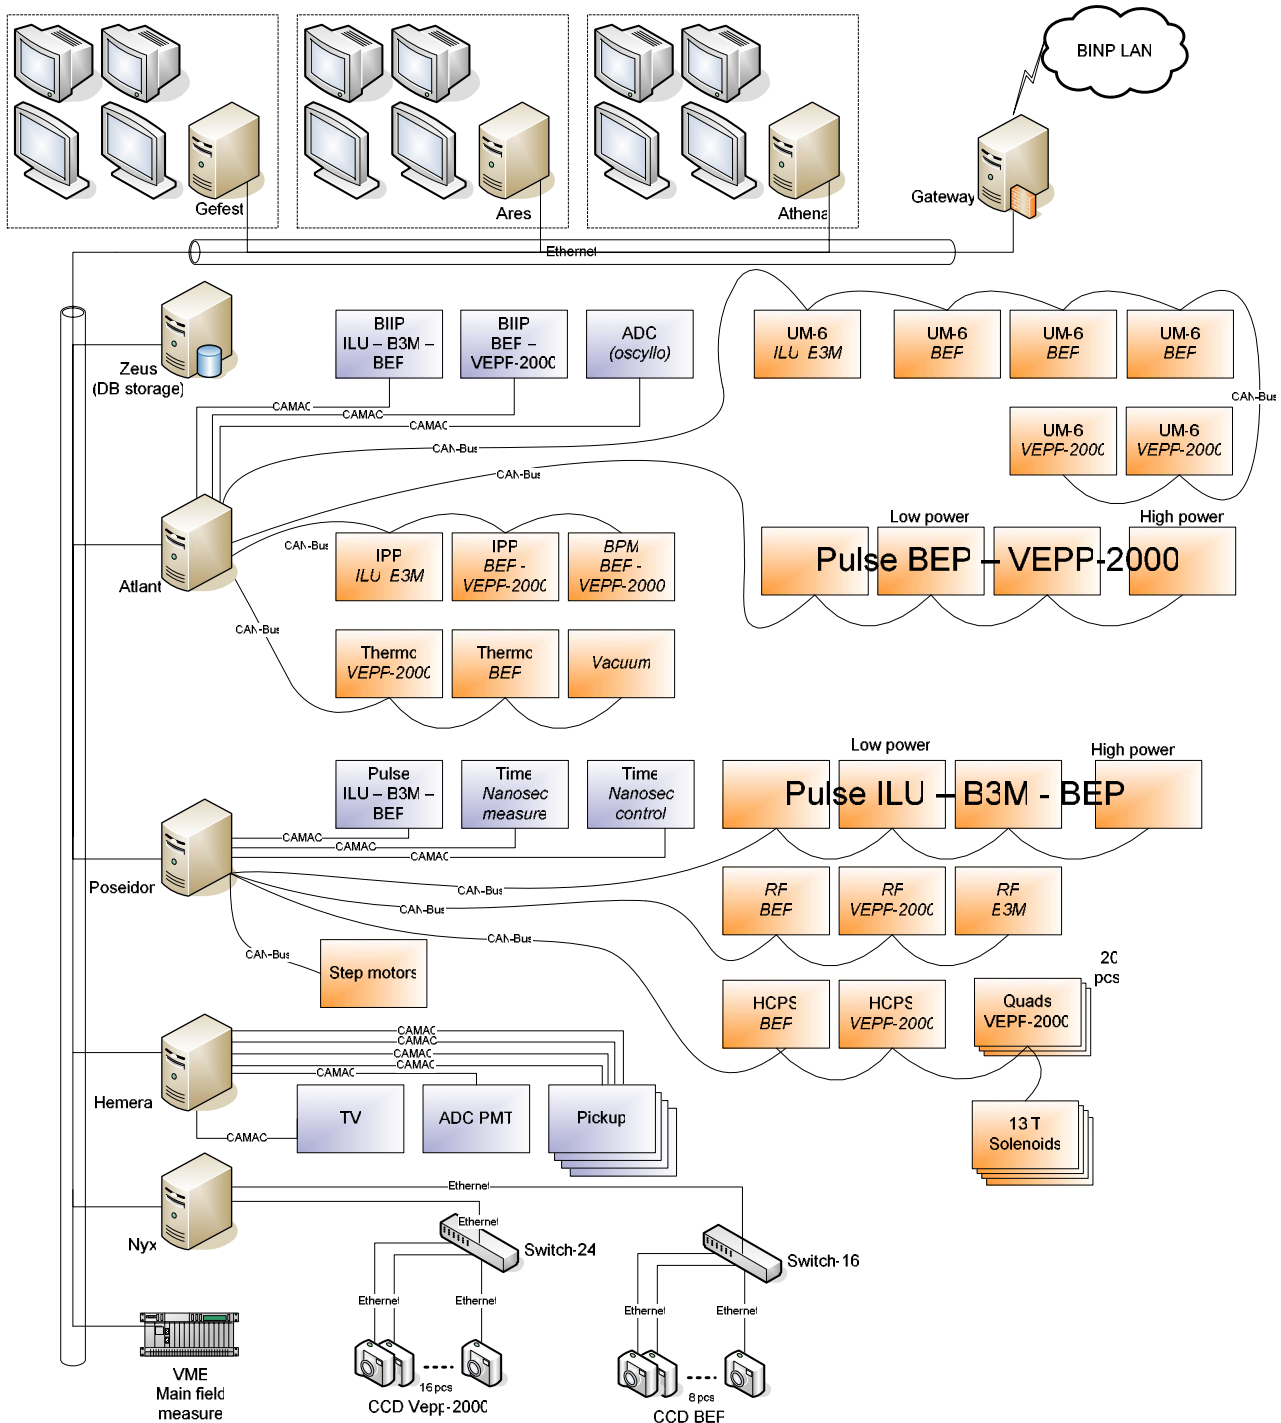 BINP LAN
Gefest
Ares
Athena
Gateway
Ethernet
Zeus
(DB storage)
BIIP
ILU – B3M –
BEP
BIIP
BEP –
VEPP-2000
ADC
(oscyllo)
UM-6
ILU, B3M
UM-6
BEP
UM-6
BEP
UM-6
BEP
CAMAC
CAMAC
CAMAC
CAN-Bus
CAN-Bus
CAN-Bus
UM-6
VEPP-2000
UM-6
VEPP-2000
Atlant
CAN-Bus
IPP
ILU, B3M
IPP
BEP -
VEPP-2000
BPM
BEP -
VEPP-2000
Low power
High power
Pulse BEP – VEPP-2000
CAN-Bus
Thermo
VEPP-2000
Thermo
BEP
Vacuum
Poseidon
Pulse
ILU – B3M –
BEP
Time
Nanosec
measure
Time
Nanosec
control
Low power
High power
Pulse ILU – B3M - BEP
CAMAC
CAMAC
CAMAC
CAN-Bus
CAN-Bus
CAN-Bus
CAN-Bus
RF
BEP
RF
VEPP-2000
RF
B3M
Step motors
HCPS
BEP
HCPS
VEPP-2000
Quads
VEPP-2000
20
pcs
13 T
Solenoids
Hemera
CAMAC
CAMAC
CAMAC
CAMAC
CAMAC
CAMAC
TV
ADC PMT
Pickup
Nyx
Ethernet
Ethernet
Switch-24
Switch-16
Ethernet
Ethernet
Ethernet
Ethernet
16 pcs
CCD Vepp-2000
8 pcs
CCD BEP
VME
Main field
measure